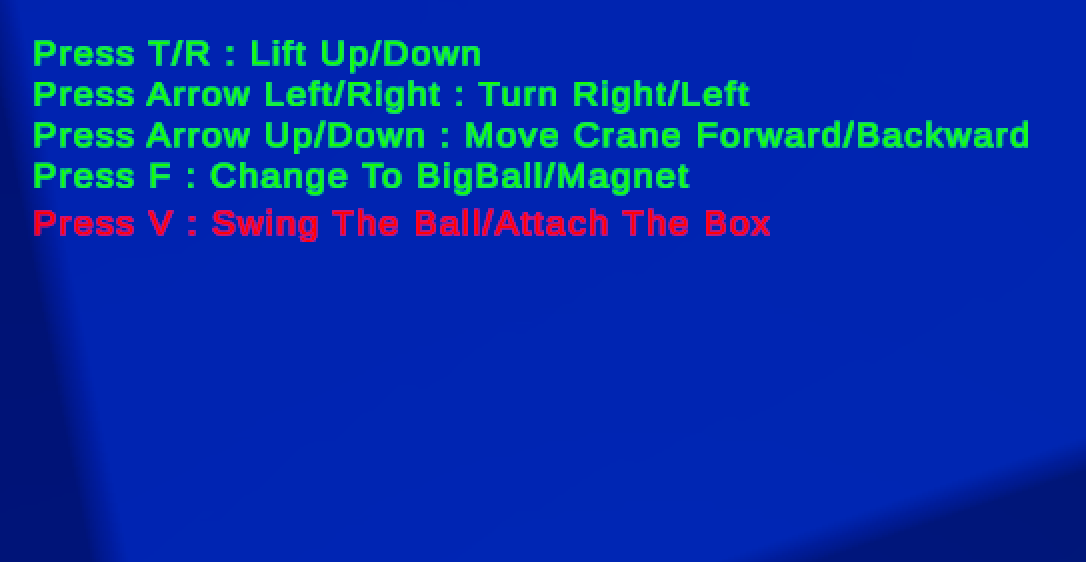 Press T/R : Lift Up/Down
Press Arrow Left/Right : Turn Right/Left
Press Arrow Up/Down : Move Crane Forward/Backward
Press F : Change To BigBall/Magnet
Press V : Swing The Ball/Attach The Box